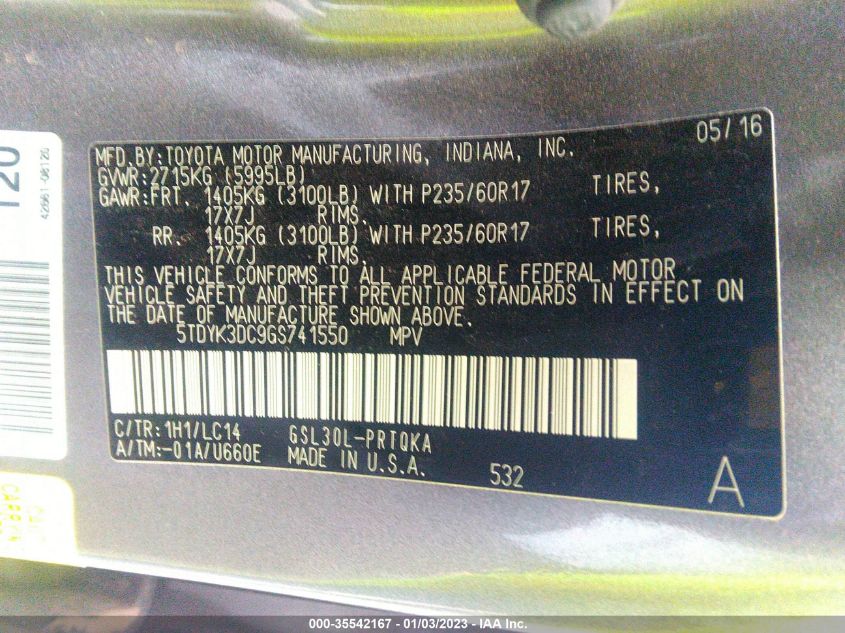 05/16
MFD.BY:TOYOTA MOTOR MANUFACTURING, INDIANA, INC.
GVWR:2715KG (5995LB)
GAWR:FRT. 1405KG (3100LB) WITH P235/60R17 TIRES,
17X7J RIMS.
RR. 1405KG (3100LB) WITH P235/60R17 TIRES,
17X7J RIMS.
THIS VEHICLE CONFORMS TO ALL APPLICABLE FEDERAL MOTOR
VEHICLE SAFETY AND THEFT PREVENTION STANDARDS IN EFFECT ON
THE DATE OF MANUFACTURE SHOWN ABOVE.
5TDYK3DC9GS741550 MPV
C/TR:1H1/LC14 GSL30L-PRTQKA
A/TM:-01A/U660E MADE IN U.S.A. 532 A
120
42661-08120
000-35542167 - 01/03/2023 - IAA Inc.